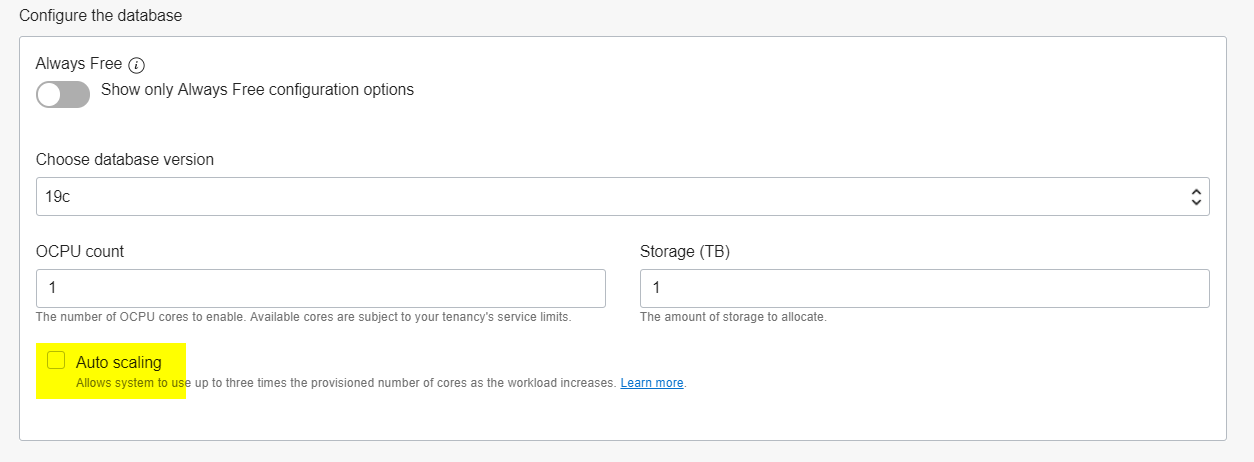 Configure the database
Always Free i
Show only Always Free configuration options
Choose database version
19c
OCPU count
Storage (TB)
1
1
The number of OCPU cores to enable. Available cores are subject to your tenancy's service limits.
The amount of storage to allocate.
Auto scaling
Allows system to use up to three times the provisioned number of cores as the workload increases. Learn more.